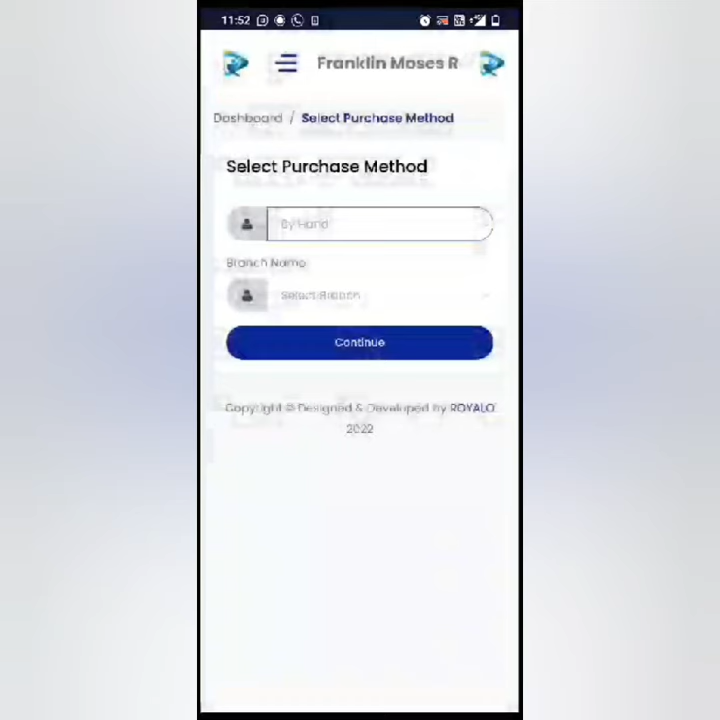 11:52
Franklin Moses R
Dashboard / Select Purchase Method
Select Purchase Method
By Hand
Branch Name
Select Branch
Continue
Copyright © Designed & Developed by ROYALO
2022